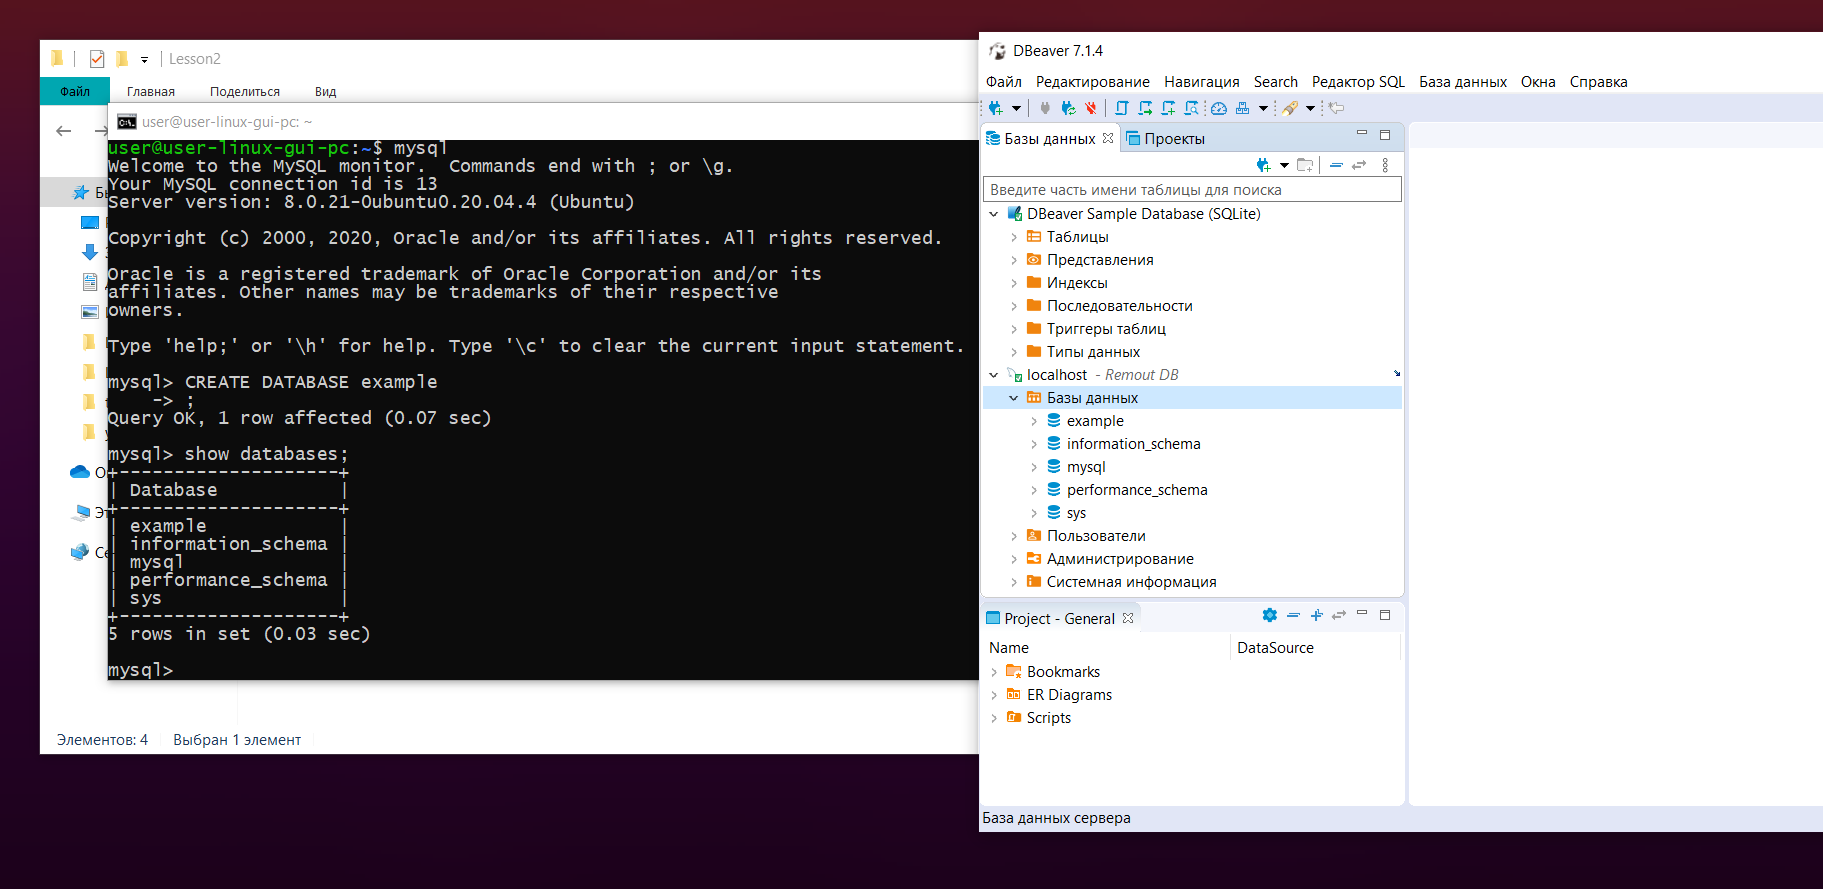 Lesson2
Файл Главная Поделиться Вид
user@user-linux-gui-pc: ~
user@user-linux-gui-pc:~$ mysql
Welcome to the MySQL monitor.  Commands end with ; or \g.
Your MySQL connection id is 13
Server version: 8.0.21-0ubuntu0.20.04.4 (Ubuntu)
Copyright (c) 2000, 2020, Oracle and/or its affiliates. All rights reserved.
Oracle is a registered trademark of Oracle Corporation and/or its
affiliates. Other names may be trademarks of their respective
owners.
Type 'help;' or '\h' for help. Type '\c' to clear the current input statement.
mysql> CREATE DATABASE example
    -> ;
Query OK, 1 row affected (0.07 sec)
mysql> show databases;
+--------------------+
| Database           |
+--------------------+
| example            |
| information_schema |
| mysql              |
| performance_schema |
| sys                |
+--------------------+
5 rows in set (0.03 sec)
mysql>
Элементов: 4 Выбран 1 элемент
DBeaver 7.1.4
Файл Редактирование Навигация Search Редактор SQL База данных Окна Справка
Базы данных Проекты
Введите часть имени таблицы для поиска
DBeaver Sample Database (SQLite)
Таблицы
Представления
Индексы
Последовательности
Триггеры таблиц
Типы данных
localhost - Remout DB
Базы данных
example
information_schema
mysql
performance_schema
sys
Пользователи
Администрирование
Системная информация
Project - General
Name DataSource
Bookmarks
ER Diagrams
Scripts
База данных сервера